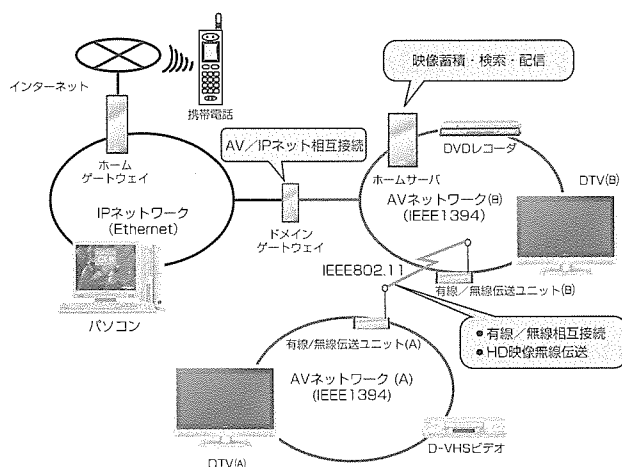 インターネット
携帯電話
映像蓄積・検索・配信
ホーム
ゲートウェイ
AV／IPネット相互接続
ホームサーバ
DVDレコーダ
DTV(B)
IPネットワーク
(Ethernet)
ドメイン
ゲートウェイ
AVネットワーク(B)
(IEEE1394)
パソコン
IEEE802.11
有線／無線伝送ユニット(B)
有線/無線伝送ユニット(A)
●有線／無線相互接続
●HD映像無線伝送
AVネットワーク (A)
(IEEE1394)
DTV(A)
D-VHSビデオ